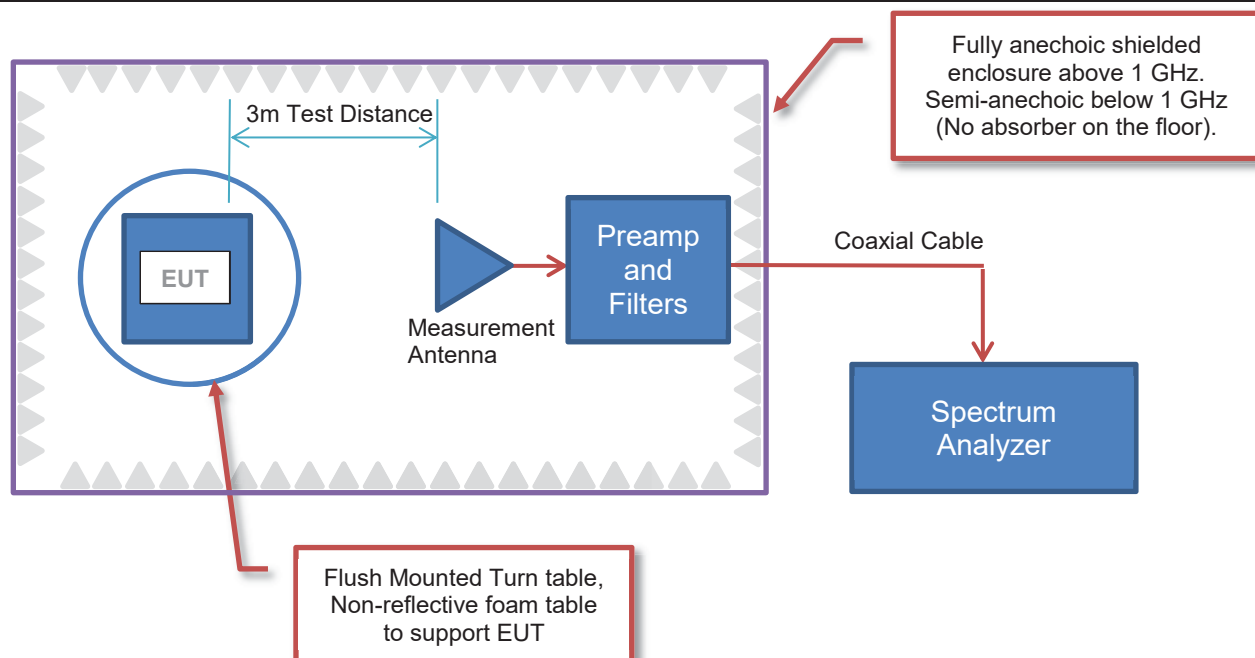 Fully anechoic shielded
enclosure above 1 GHz.
Semi-anechoic below 1 GHz
(No absorber on the floor).
3m Test Distance
EUT
Measurement
Antenna
Preamp
and
Filters
Coaxial Cable
Spectrum
Analyzer
Flush Mounted Turn table,
Non-reflective foam table
to support EUT